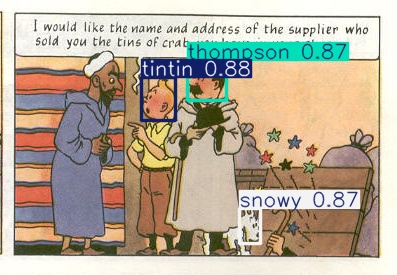 I would like the name and address of the supplier who
sold you the tins of crab
thompson 0.87
tintin 0.88
snowy 0.87